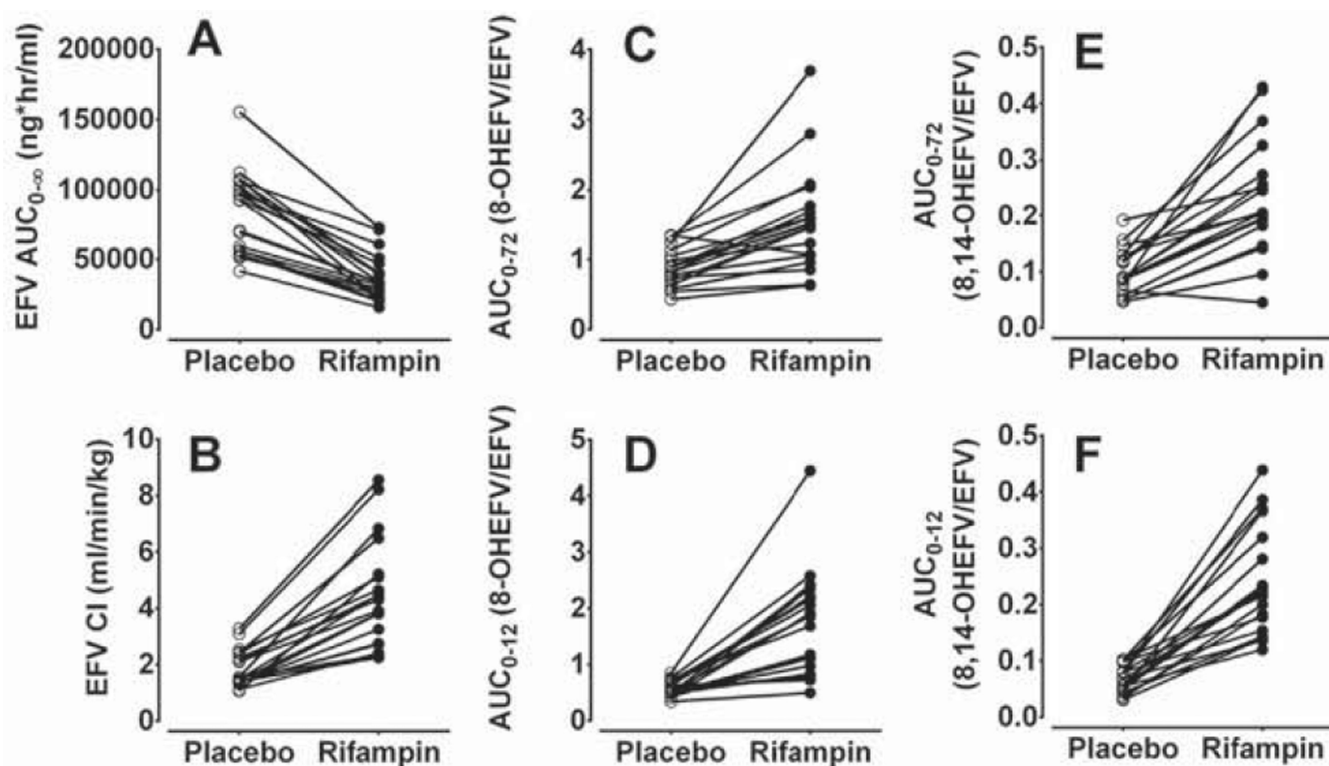 A
EFV AUC0-∞ (ng*hr/ml)
200000
150000
100000
50000
0
Placebo Rifampin
C
AUC0-72 (8-OHEFV/EFV)
4
3
2
1
0
Placebo Rifampin
E
AUC0-72
(8,14-OHEFV/EFV)
0.5
0.4
0.3
0.2
0.1
0.0
Placebo Rifampin
B
EFV Cl (ml/min/kg)
10
8
6
4
2
0
Placebo Rifampin
D
AUC0-12 (8-OHEFV/EFV)
5
4
3
2
1
0
Placebo Rifampin
F
AUC0-12
(8,14-OHEFV/EFV)
0.5
0.4
0.3
0.2
0.1
0.0
Placebo Rifampin